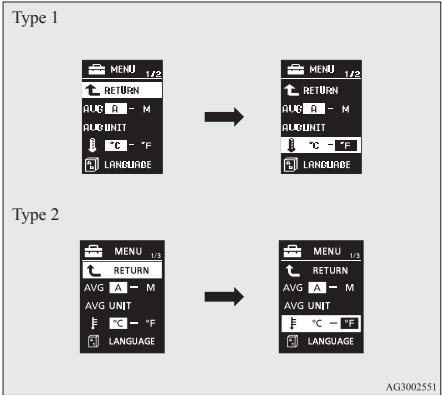 Type 1
MENU 1/2
RETURN
AVG A - M
AVG UNIT
°C - °F
LANGUAGE
MENU 1/2
RETURN
AVG A - M
AVG UNIT
°C - °F
LANGUAGE
Type 2
MENU 1/3
RETURN
AVG A - M
AVG UNIT
°C - °F
LANGUAGE
MENU 1/3
RETURN
AVG A - M
AVG UNIT
°C - °F
LANGUAGE
AG3002551